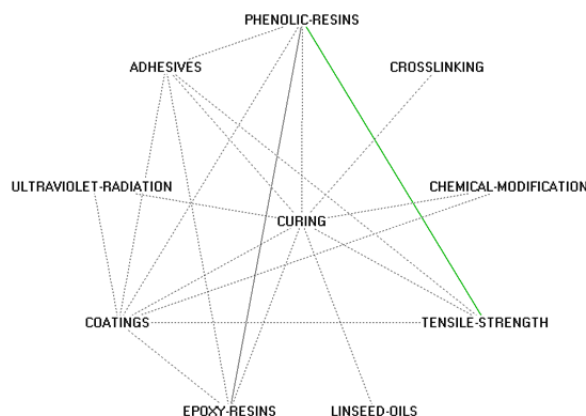 PHENOLIC-RESINS
ADHESIVES
CROSSLINKING
ULTRAVIOLET-RADIATION
CHEMICAL-MODIFICATION
CURING
COATINGS
TENSILE-STRENGTH
EPOXY-RESINS
LINSEED-OILS